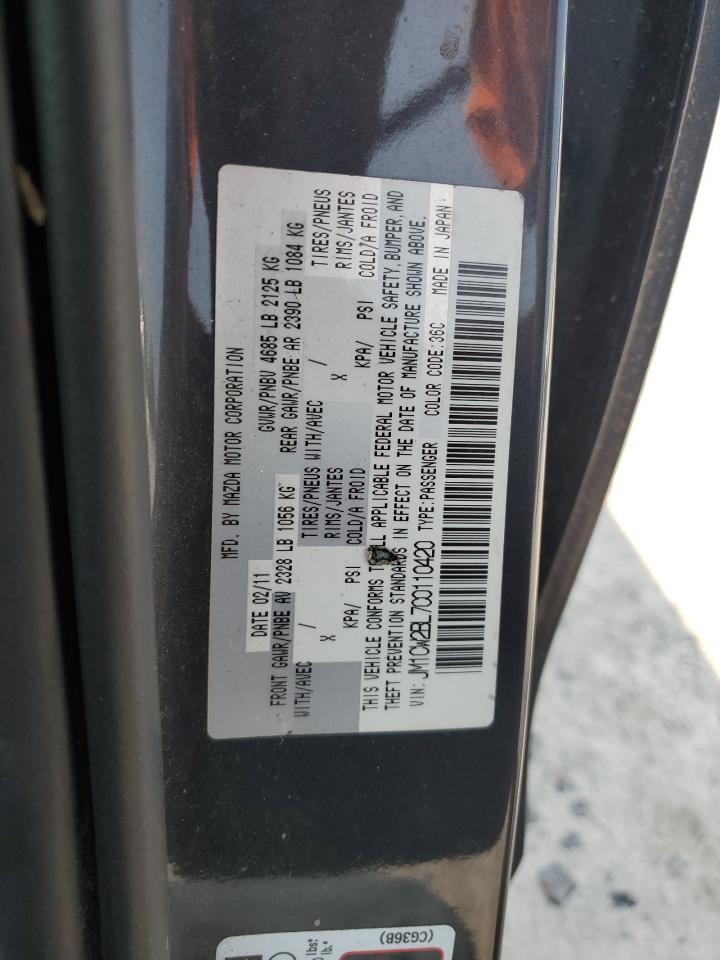 MFD. BY MAZDA MOTOR CORPORATION
DATE 02/11 GVWR/PNBV 4685 LB 2125 KG
FRONT GAWR/PNBE AV 2328 LB 1056 KG REAR GAWR/PNBE AR 2390 LB 1084 KG
WITH/AVEC / TIRES/PNEUS WITH/AVEC / TIRES/PNEUS
X RIMS/JANTES X RIMS/JANTES
KPA/ PSI COLD/A FROID KPA/ PSI COLD/A FROID
THIS VEHICLE CONFORMS TO ALL APPLICABLE FEDERAL MOTOR VEHICLE SAFETY, BUMPER, AND
THEFT PREVENTION STANDARDS IN EFFECT ON THE DATE OF MANUFACTURE SHOWN ABOVE.
VIN: JM1CW2BL7C0110420 TYPE:PASSENGER COLOR CODE:36C MADE IN JAPAN
(CG36B)
lbs:
lb.*